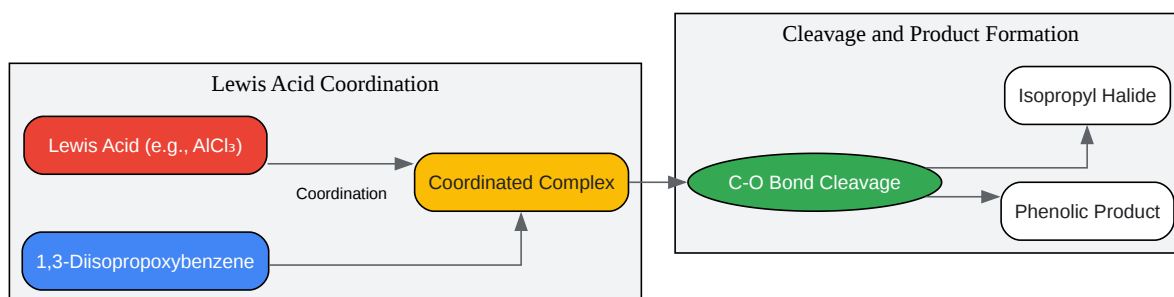 Lewis Acid Coordination
Lewis Acid (e.g., AlCl₃)
Coordination
1,3-Diisopropoxybenzene
Coordinated Complex
Cleavage and Product Formation
C-O Bond Cleavage
Isopropyl Halide
Phenolic Product